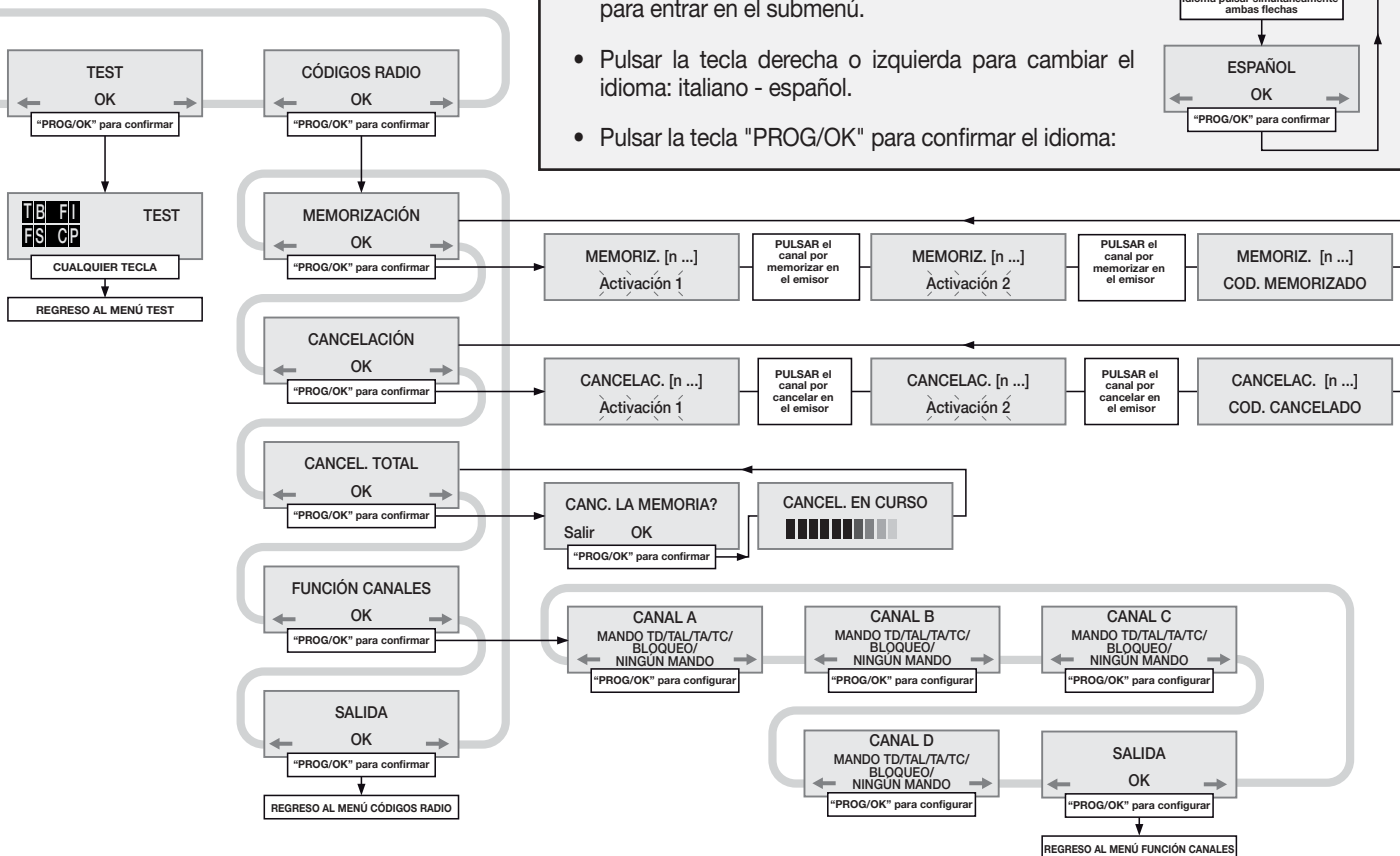 para entrar en el submenú.
• Pulsar la tecla derecha o izquierda para cambiar el
idioma: italiano - español.
• Pulsar la tecla "PROG/OK" para confirmar el idioma:
idioma pulsar simultáneamente
ambas flechas
ESPAÑOL
OK
“PROG/OK” para confirmar
TEST
OK
“PROG/OK” para confirmar
TB FI
FS CP
TEST
CUALQUIER TECLA
REGRESO AL MENÚ TEST
CÓDIGOS RADIO
OK
“PROG/OK” para confirmar
MEMORIZACIÓN
OK
“PROG/OK” para confirmar
MEMORIZ. [n ...]
Activación 1
PULSAR el
canal por
memorizar en
el emisor
MEMORIZ. [n ...]
Activación 2
PULSAR el
canal por
memorizar en
el emisor
MEMORIZ. [n ...]
COD. MEMORIZADO
CANCELACIÓN
OK
“PROG/OK” para confirmar
CANCELAC. [n ...]
Activación 1
PULSAR el
canal por
cancelar en
el emisor
CANCELAC. [n ...]
Activación 2
PULSAR el
canal por
cancelar en
el emisor
CANCELAC. [n ...]
COD. CANCELADO
CANCEL. TOTAL
OK
“PROG/OK” para confirmar
CANC. LA MEMORIA?
Salir OK
“PROG/OK” para confirmar
CANCEL. EN CURSO
FUNCIÓN CANALES
OK
“PROG/OK” para confirmar
CANAL A
MANDO TD/TAL/TA/TC/
BLOQUEO/
NINGÚN MANDO
“PROG/OK” para configurar
CANAL B
MANDO TD/TAL/TA/TC/
BLOQUEO/
NINGÚN MANDO
“PROG/OK” para configurar
CANAL C
MANDO TD/TAL/TA/TC/
BLOQUEO/
NINGÚN MANDO
“PROG/OK” para configurar
CANAL D
MANDO TD/TAL/TA/TC/
BLOQUEO/
NINGÚN MANDO
“PROG/OK” para configurar
SALIDA
OK
“PROG/OK” para configurar
REGRESO AL MENÚ FUNCIÓN CANALES
SALIDA
OK
“PROG/OK” para confirmar
REGRESO AL MENÚ CÓDIGOS RADIO